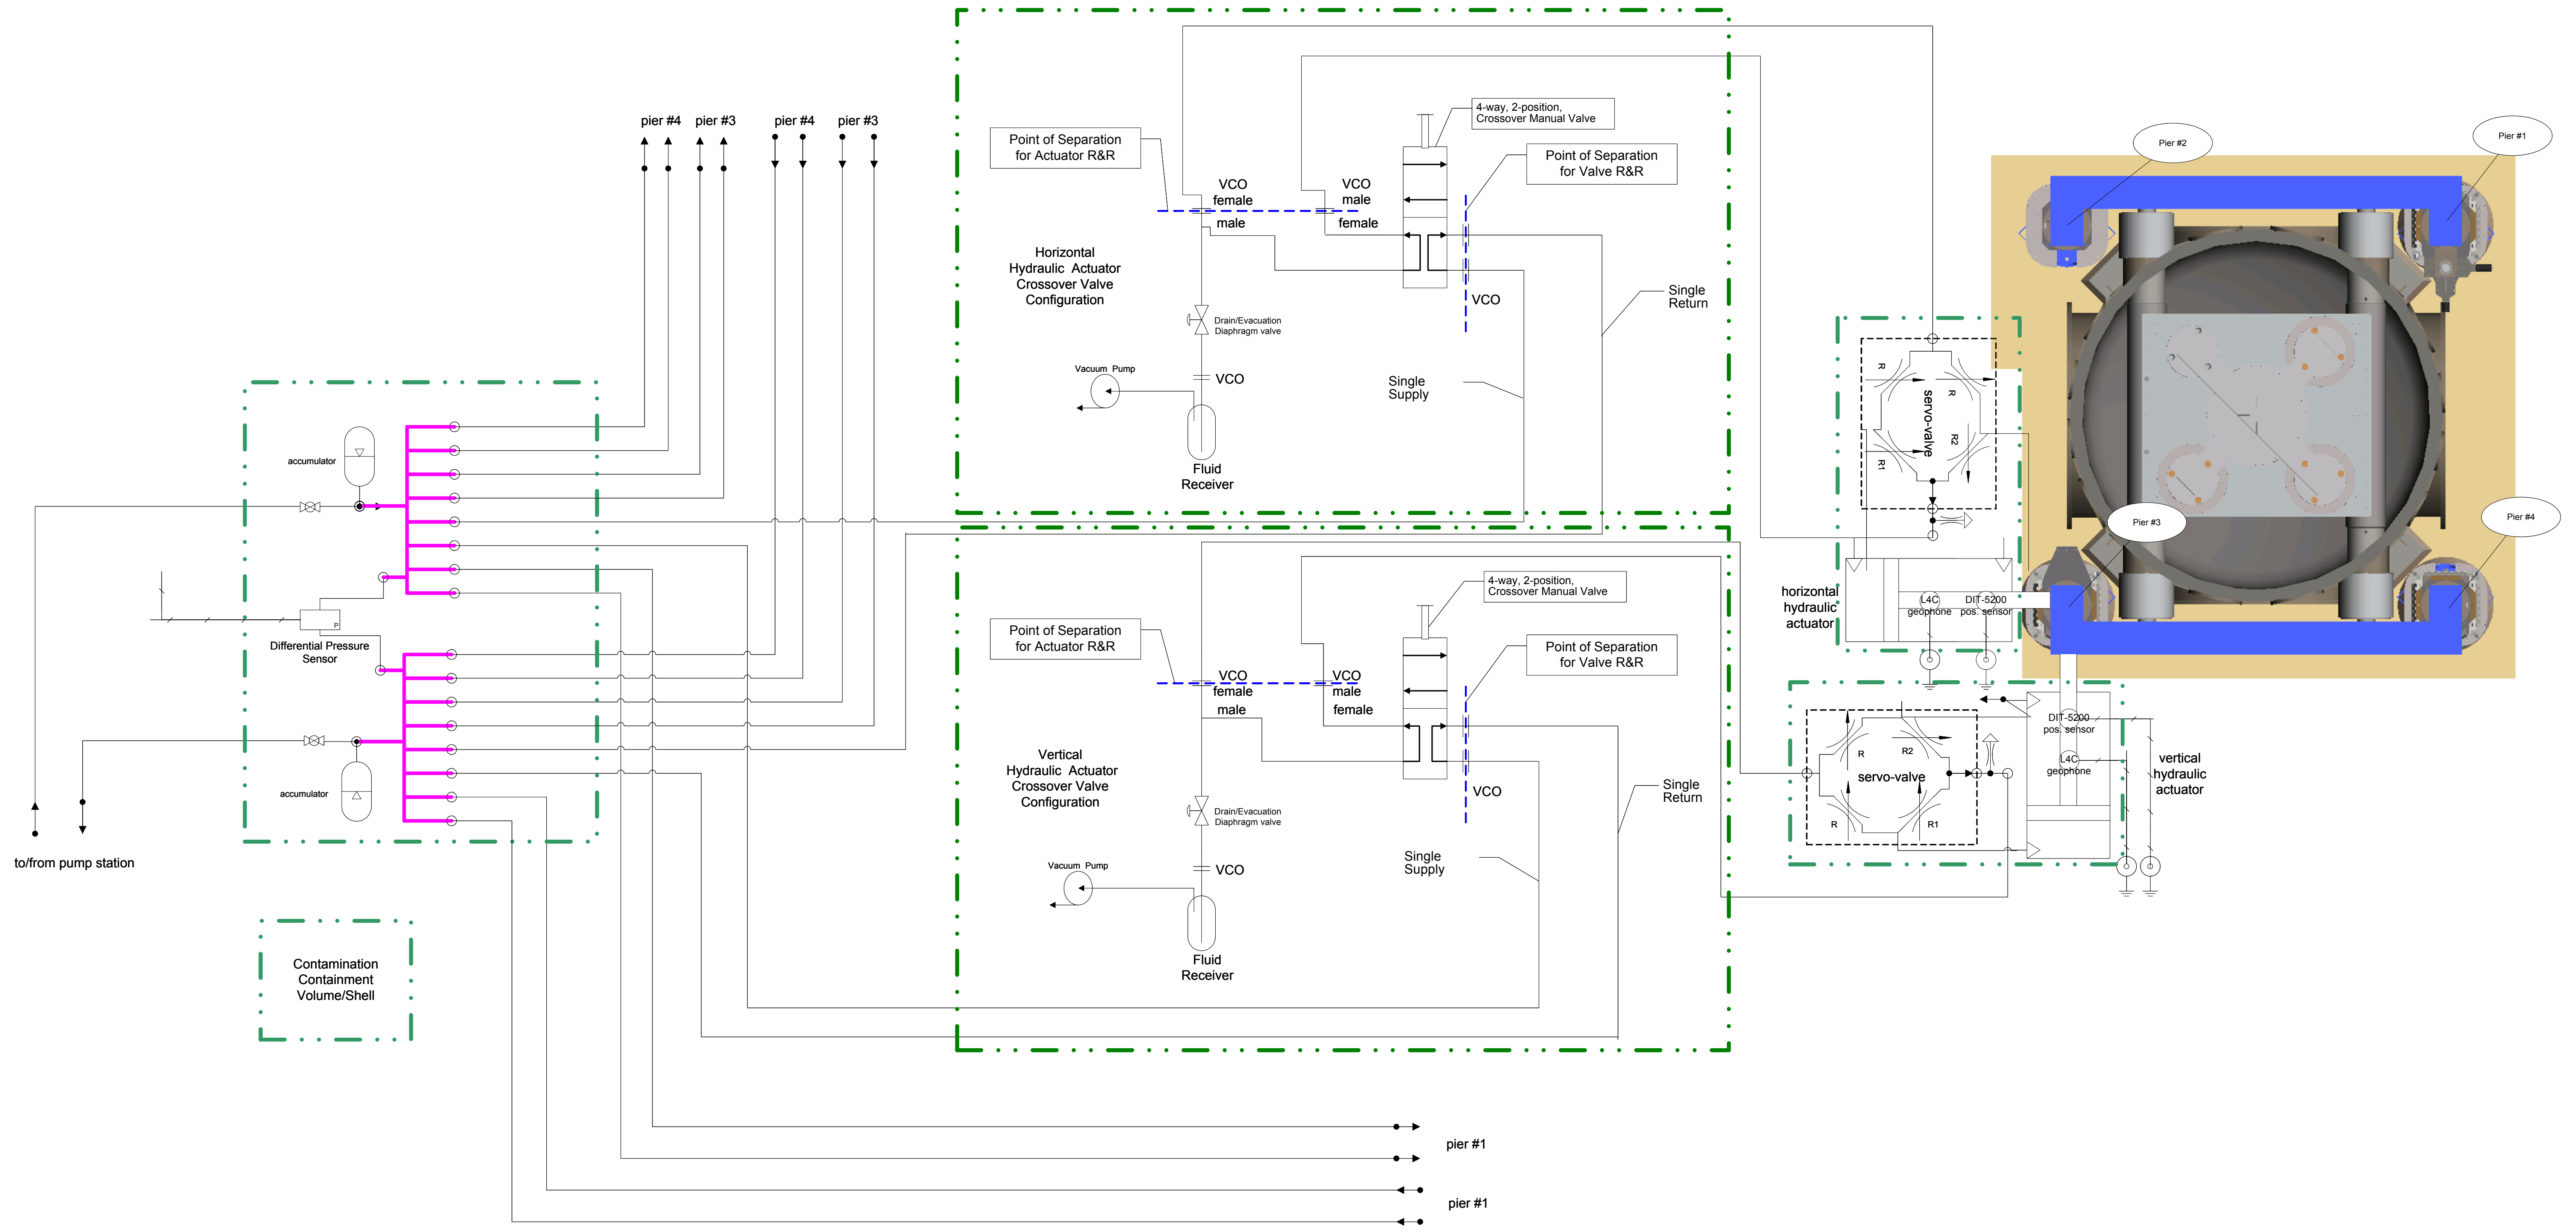 pier #4
pier #3
pier #4
pier #3
accumulator
P
Differential Pressure
Sensor
accumulator
to/from pump station
Contamination
Containment
Volume/Shell
Point of Separation
for Actuator R&R
4-way, 2-position,
Crossover Manual Valve
Point of Separation
for Valve R&R
VCO
female
male
VCO
male
female
Horizontal
Hydraulic Actuator
Crossover Valve
Configuration
VCO
Single
Return
Drain/Evacuation
Diaphragm valve
Vacuum Pump
VCO
Single
Supply
Fluid
Receiver
4-way, 2-position,
Crossover Manual Valve
Point of Separation
for Actuator R&R
Point of Separation
for Valve R&R
VCO
female
male
VCO
male
female
Vertical
Hydraulic Actuator
Crossover Valve
Configuration
VCO
Single
Return
Drain/Evacuation
Diaphragm valve
Vacuum Pump
VCO
Single
Supply
Fluid
Receiver
pier #1
pier #1
Pier #2
Pier #1
Pier #3
Pier #4
R
R
servo-valve
R2
R1
horizontal
hydraulic
actuator
L4C
geophone
DIT-5200
pos. sensor
R
R2
servo-valve
R
R1
DIT-5200
pos. sensor
L4C
geophone
vertical
hydraulic
actuator